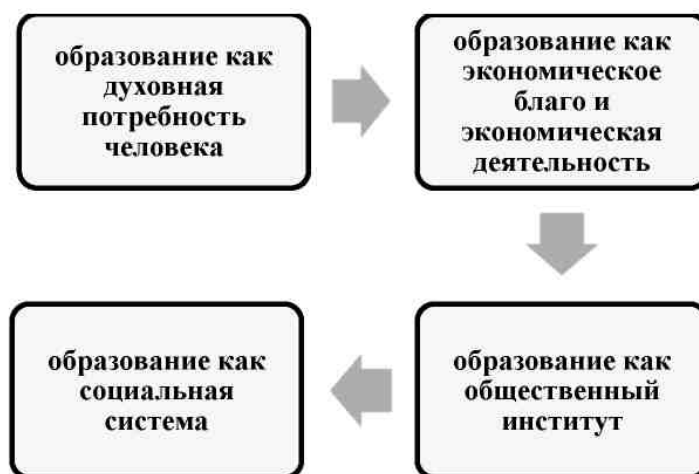 образование как
духовная
потребность
человека
образование как
экономическое
благо и
экономическая
деятельность
образование как
общественный
институт
образование как
социальная
система